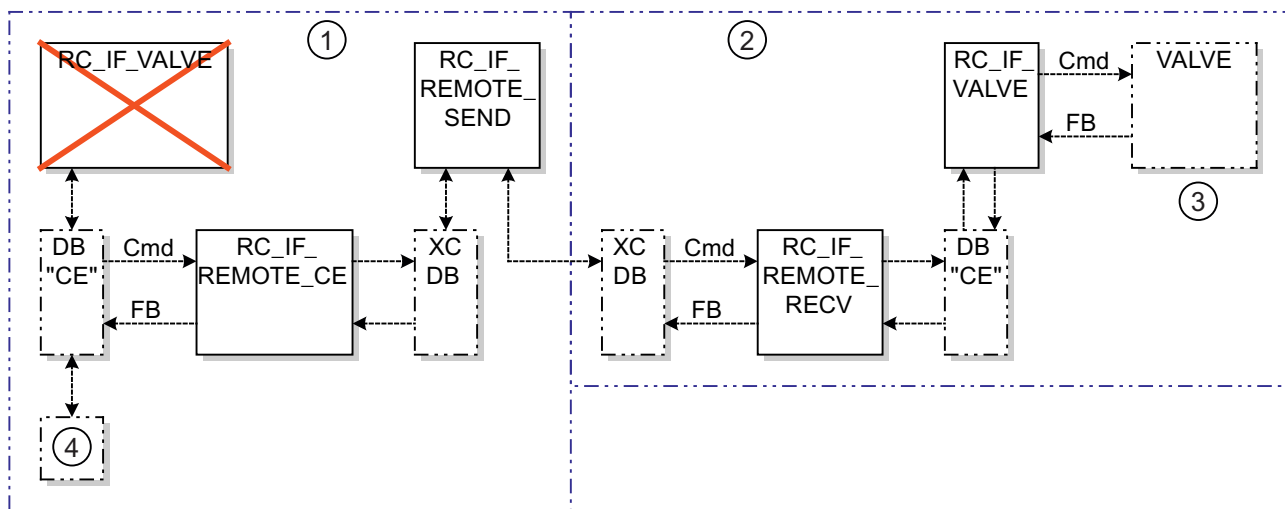 1
2
RC_IF_VALVE
RC_IF_
REMOTE_
SEND
RC_IF_
VALVE
Cmd
FB
VALVE
3
DB
"CE"
Cmd
FB
RC_IF_
REMOTE_CE
XC
DB
XC
DB
Cmd
FB
RC_IF_
REMOTE_
RECV
DB
"CE"
4